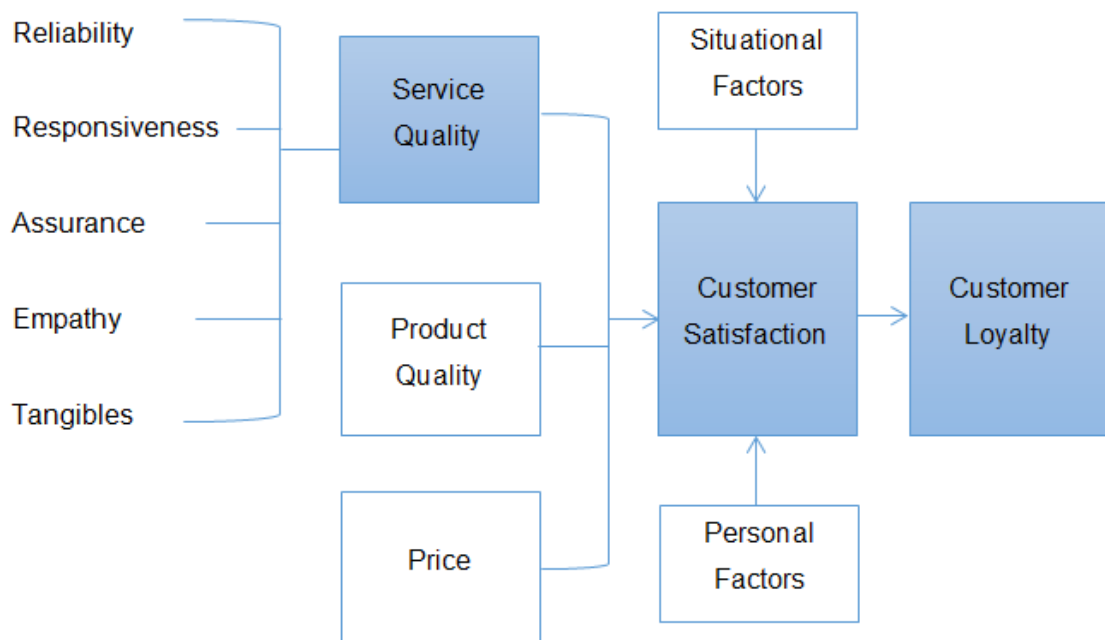 Reliability
Responsiveness
Assurance
Empathy
Tangibles
Service
Quality
Product
Quality
Price
Situational
Factors
Customer
Satisfaction
Personal
Factors
Customer
Loyalty